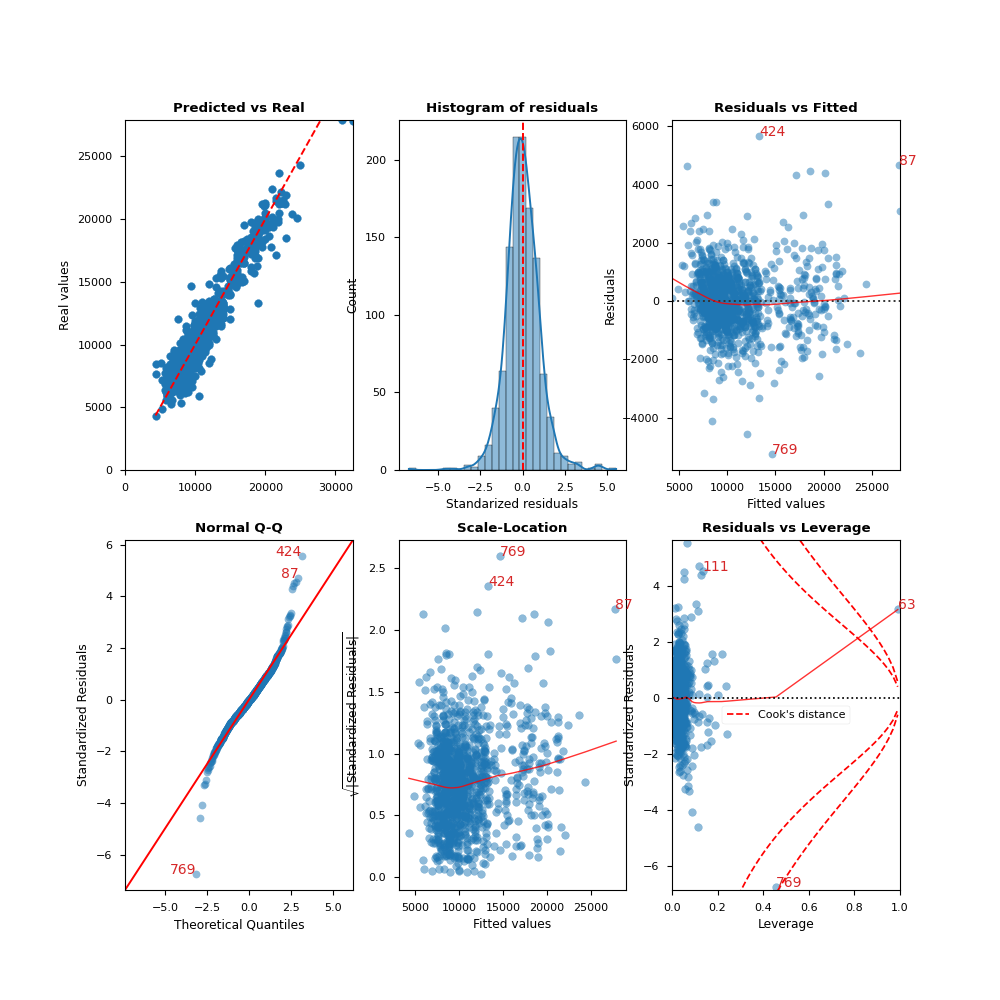 Predicted vs Real
Real values
25000
20000
15000
10000
5000
0
0 10000 20000 30000
Histogram of residuals
Count
200
150
100
50
0
−5.0 −2.5 0.0 2.5 5.0
Standarized residuals
Residuals vs Fitted
Residuals
6000
4000
2000
0
−2000
−4000
424
87
769
5000 10000 15000 20000 25000
Fitted values
Normal Q-Q
Standardized Residuals
6
4
2
0
−2
−4
−6
424
87
769
−5.0 −2.5 0.0 2.5 5.0
Theoretical Quantiles
Scale-Location
√|Standardized Residuals|
2.5
2.0
1.5
1.0
0.5
0.0
769
424
87
5000 10000 15000 20000 25000
Fitted values
Residuals vs Leverage
Standardized Residuals
4
2
0
−2
−4
−6
111
63
Cook's distance
769
0.0 0.2 0.4 0.6 0.8 1.0
Leverage